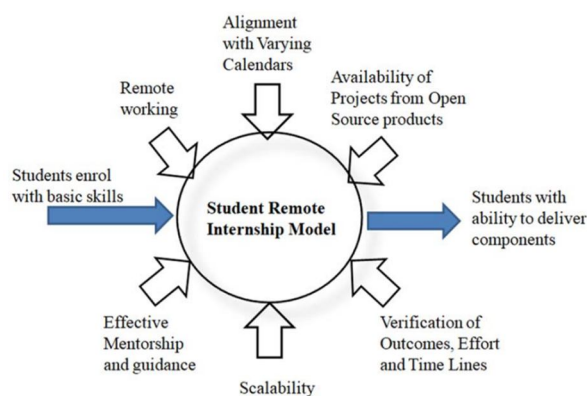 Alignment
with Varying
Calendars
Remote
working
Availability of
Projects from Open
Source products
Students enrol
with basic skills
Student Remote
Internship Model
Students with
ability to deliver
components
Effective
Mentorship
and guidance
Scalability
Verification of
Outcomes, Effort
and Time Lines